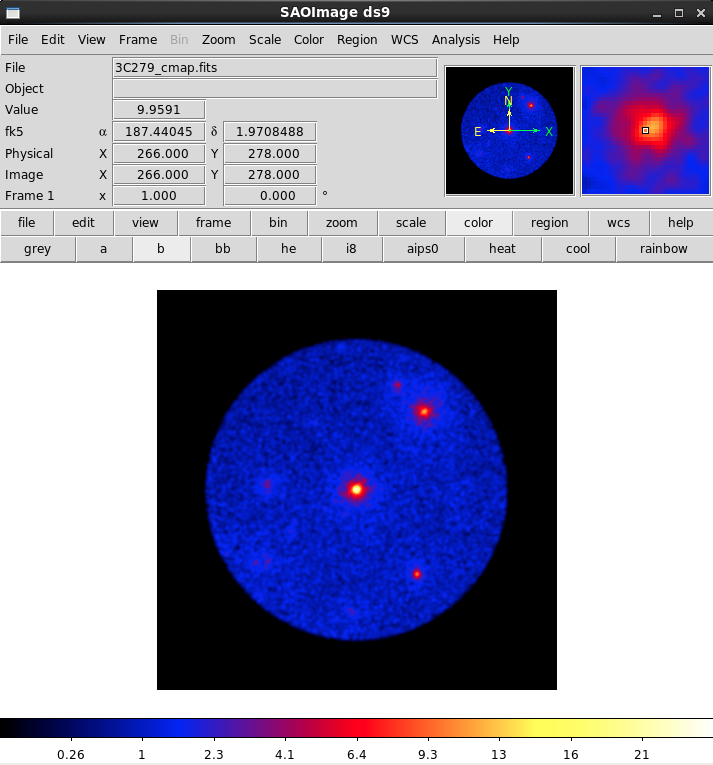 SAOImage ds9
File Edit View Frame Bin Zoom Scale Color Region WCS Analysis Help
File 3C279_cmap.fits
Object
Value 9.9591
fk5 α 187.44045 δ 1.9708488
Physical X 266.000 Y 278.000
Image X 266.000 Y 278.000
Frame 1 x 1.000 0.000 °
Y
N
E X
file edit view frame bin zoom scale color region wcs help
grey a b bb he i8 aips0 heat cool rainbow
0.26 1 2.3 4.1 6.4 9.3 13 16 21